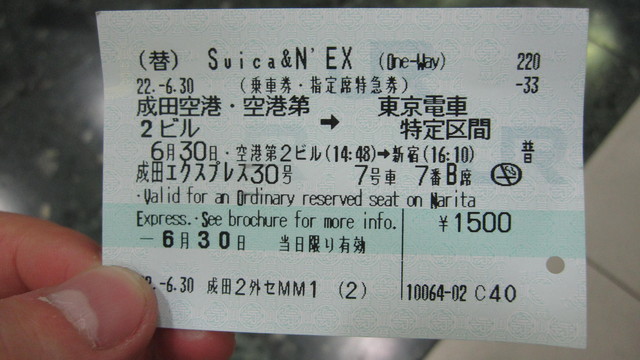 (替) Suica&N'EX (One-Way) 220
22.-6.30 (乗車券・指定席特急券) -33
成田空港・空港第2ビル → 東京電車特定区間
6月30日・空港第2ビル(14:48)→新宿(16:10) 普
成田エクスプレス30号 7号車 7番B席
・Valid for an Ordinary reserved seat on Narita
Express.・See brochure for more info. ¥1500
－6月30日 当日限り有効
-6.30 成田2外セMM1 (2) 10064-02 C40